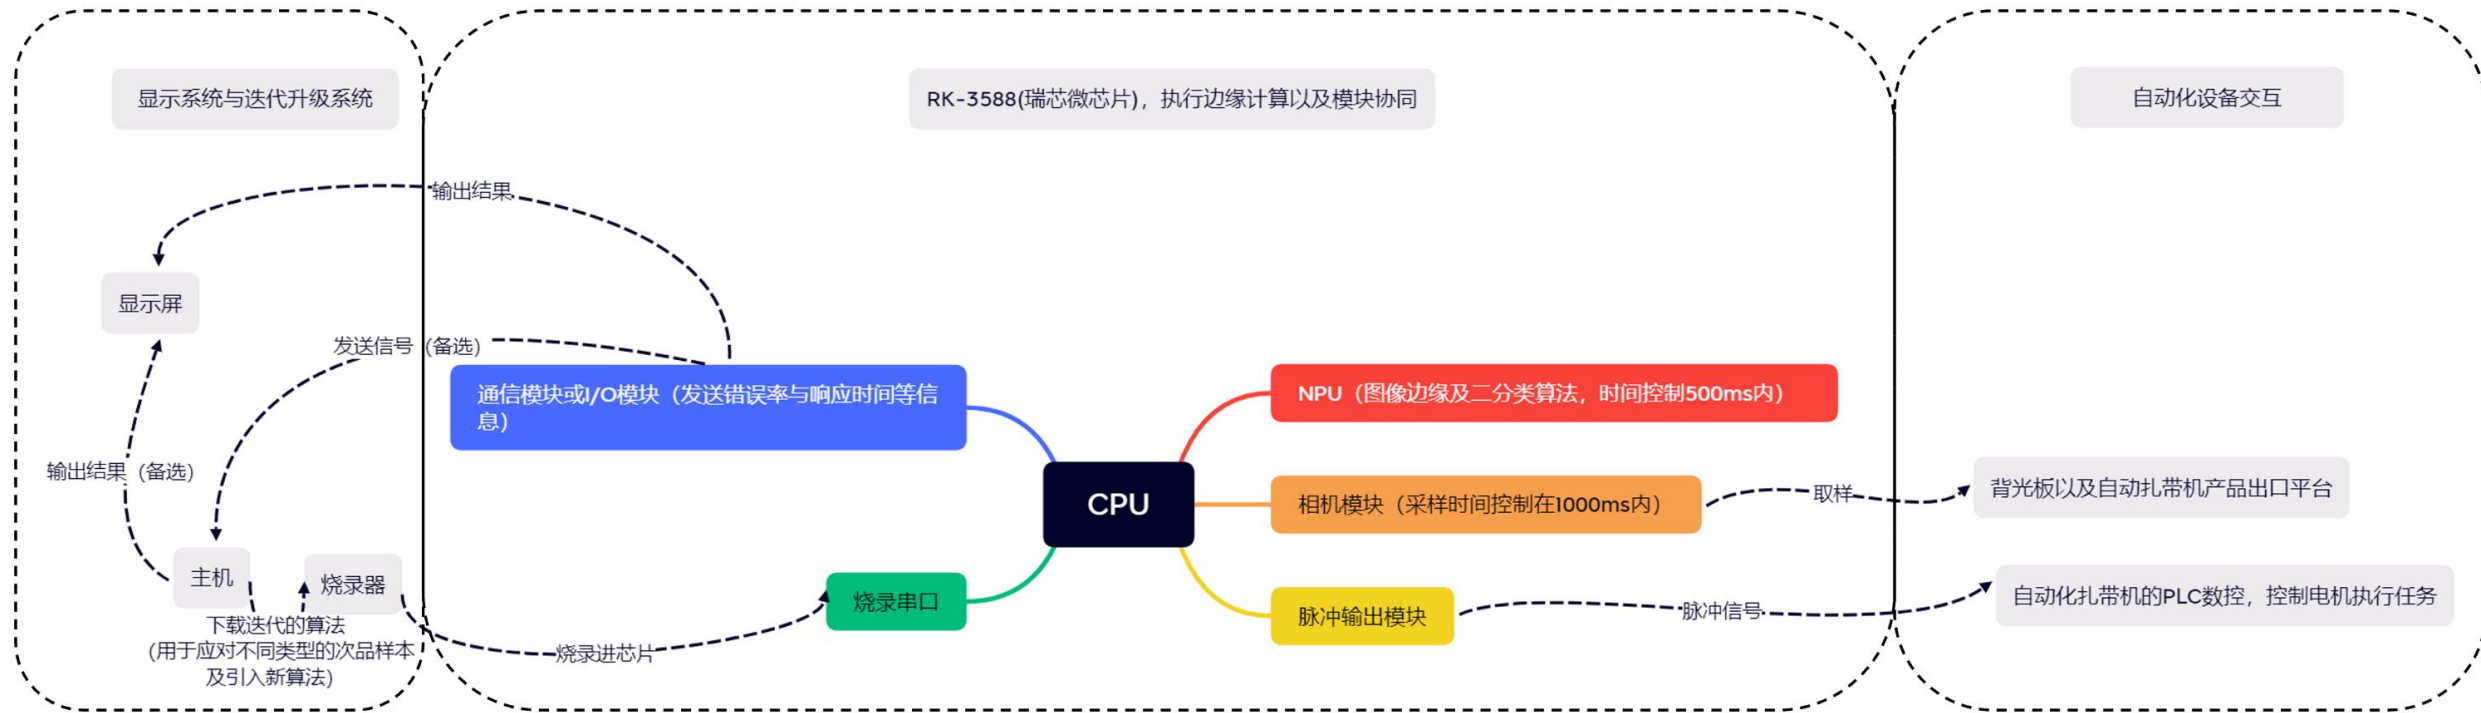 显示系统与迭代升级系统
RK-3588(瑞芯微芯片)，执行边缘计算以及模块协同
自动化设备交互
输出结果
显示屏
发送信号（备选）
通信模块或I/O模块（发送错误率与响应时间等信
息）
NPU（图像边缘及二分类算法，时间控制500ms内）
输出结果（备选）
CPU
相机模块（采样时间控制在1000ms内）
取样
背光板以及自动扎带机产品出口平台
主机
烧录器
烧录串口
脉冲输出模块
脉冲信号
自动化扎带机的PLC数控，控制电机执行任务
下载迭代的算法
(用于应对不同类型的次品样本
及引入新算法)
烧录进芯片